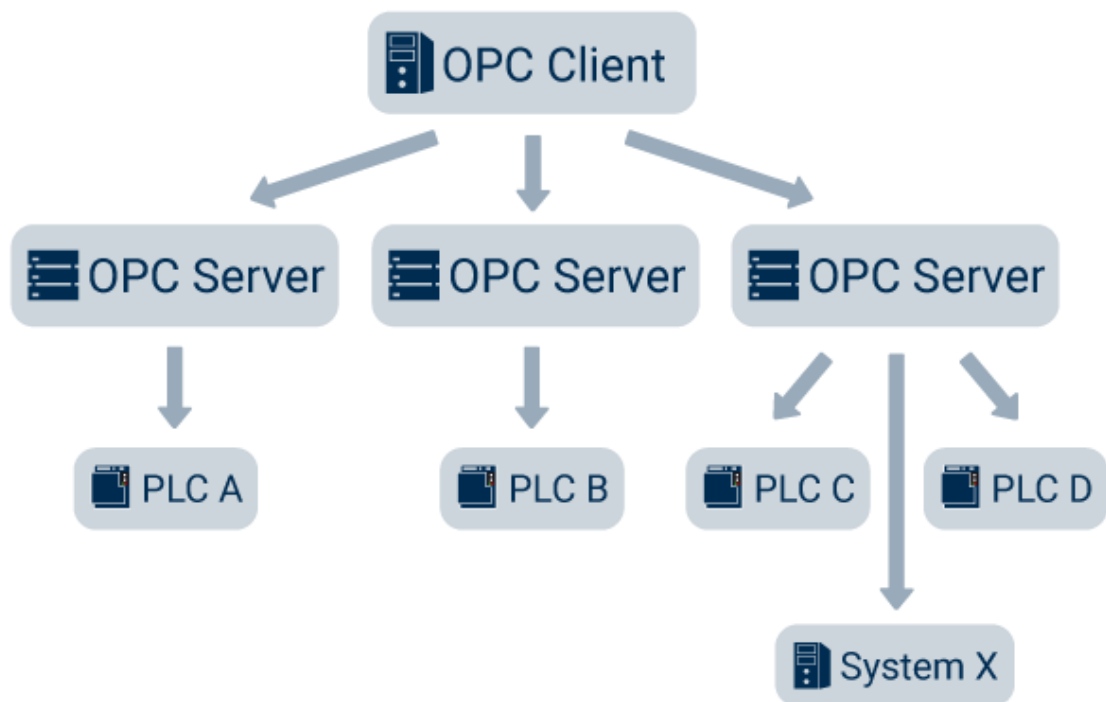 OPC Client
OPC Server
OPC Server
OPC Server
PLC A
PLC B
PLC C
PLC D
System X